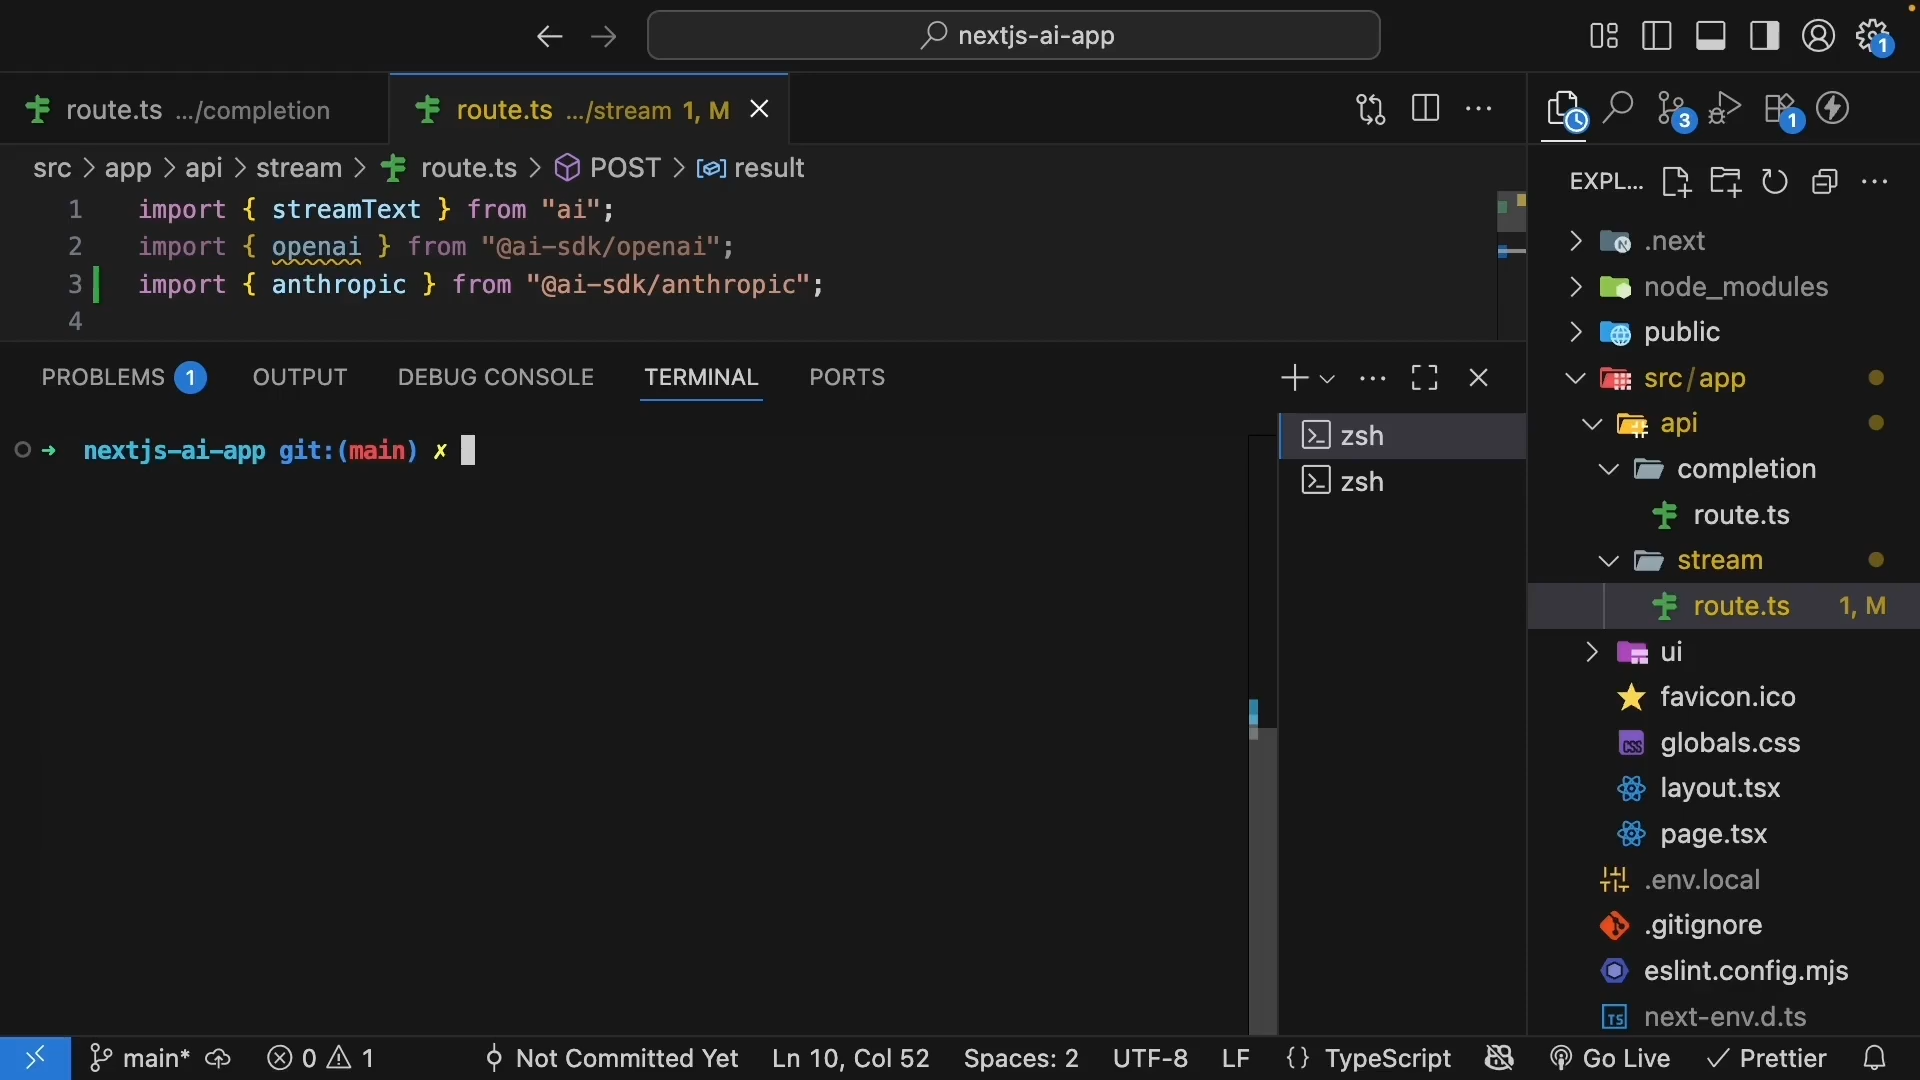 nextjs-ai-app
1
route.ts .../completion
route.ts .../stream 1, M
3
1
src > app > api > stream > route.ts > POST > result
EXPL...
1 import { streamText } from "ai";
2 import { openai } from "@ai-sdk/openai";
3 import { anthropic } from "@ai-sdk/anthropic";
4
PROBLEMS 1 OUTPUT DEBUG CONSOLE TERMINAL PORTS
→ nextjs-ai-app git:(main) ✗
zsh
zsh
.next
node_modules
public
src/app
api
completion
route.ts
stream
route.ts 1, M
ui
favicon.ico
globals.css
layout.tsx
page.tsx
.env.local
.gitignore
eslint.config.mjs
next-env.d.ts
main* 0 1 Not Committed Yet Ln 10, Col 52 Spaces: 2 UTF-8 LF {} TypeScript Go Live Prettier